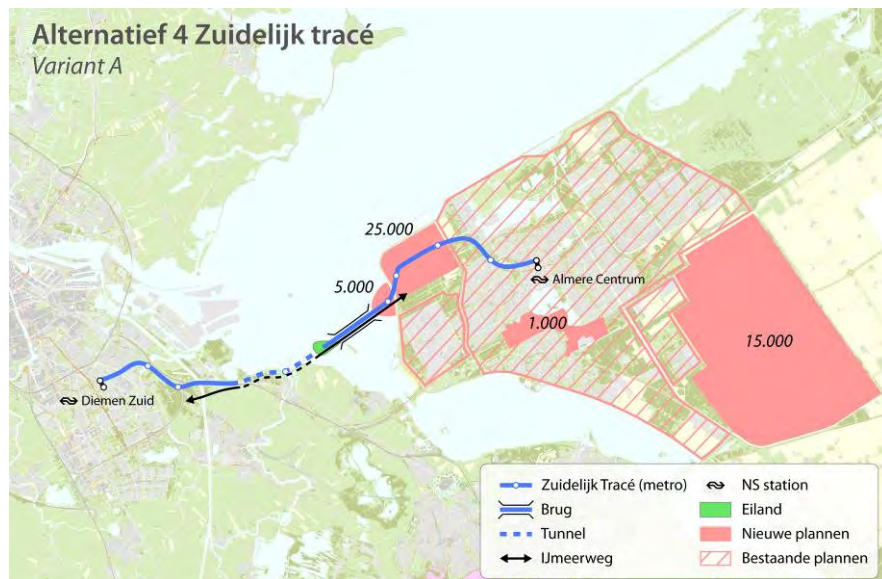 Alternatief 4 Zuidelijk tracé
Variant A
25.000
5.000
Almere Centrum
1.000
15.000
Diemen Zuid
Zuidelijk Tracé (metro)
Brug
Tunnel
IJmeerweg
NS station
Eiland
Nieuwe plannen
Bestaande plannen